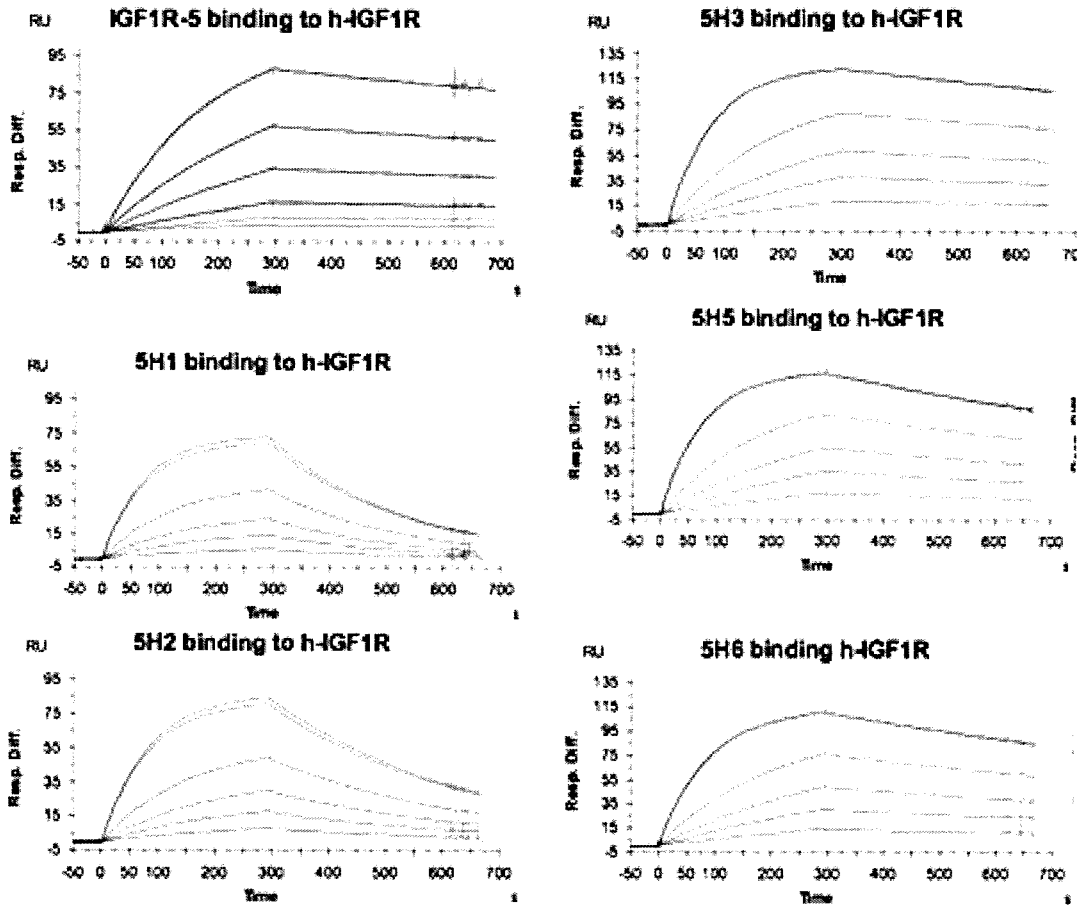 RU
IGF1R-5 binding to h-IGF1R
95
75
55
35
15
-5
Resp. Diff.
-50 0 50 100 200 300 400 500 600 700
Time
s
RU
5H1 binding to h-IGF1R
95
75
55
35
15
-5
Resp. Diff.
-50 0 50 100 200 300 400 500 600 700
Time
s
RU
5H2 binding to h-IGF1R
95
75
55
35
15
-5
Resp. Diff.
-50 0 50 100 200 300 400 500 600 700
Time
s
RU
5H3 binding to h-IGF1R
135
115
95
75
55
35
15
-5
Resp. Diff.
-50 0 50 100 200 300 400 500 600 700
Time
s
RU
5H5 binding to h-IGF1R
135
115
95
75
55
35
15
-5
Resp. Diff.
-50 0 50 100 200 300 400 500 600 700
Time
s
RU
5H6 binding h-IGF1R
135
115
95
75
55
35
15
-5
Resp. Diff.
-50 0 50 100 200 300 400 500 600 700
Time
s